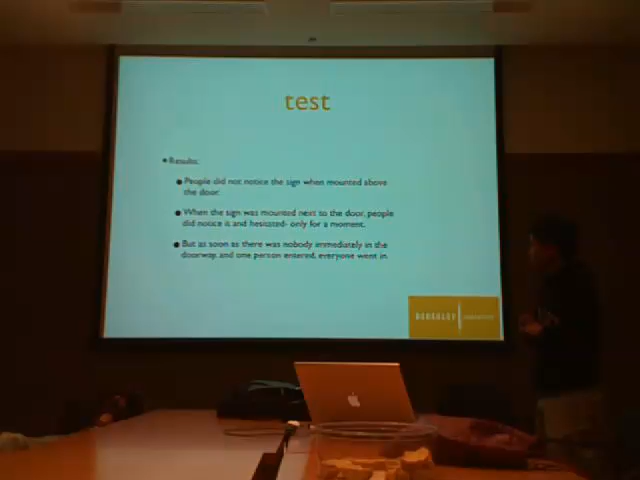 test
• Results:
• People did not notice the sign when mounted above
the door.
• When the sign was mounted next to the door, people
did notice it and hesitated- only for a moment.
• But as soon as there was nobody immediately in the
doorway, and one person entered, everyone went in.
BERKELEY